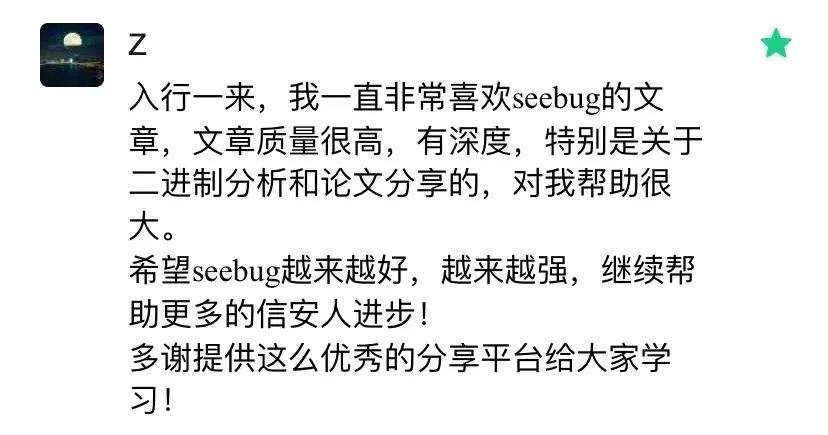 Z
入行一来，我一直非常喜欢seebug的文
章，文章质量很高，有深度，特别是关于
二进制分析和论文分享的，对我帮助很
大。
希望seebug越来越好，越来越强，继续帮
助更多的信安人进步！
多谢提供这么优秀的分享平台给大家学
习！